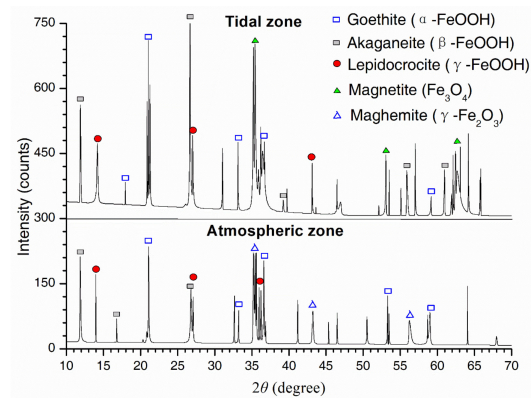 Tidal zone
Goethite (α-FeOOH)
Akaganeite (β-FeOOH)
Lepidocrocite (γ-FeOOH)
Magnetite (Fe3O4)
Maghemite (γ-Fe2O3)
750
600
450
300
150
0
Intensity (counts)
Atmospheric zone
10 15 20 25 30 35 40 45 50 55 60 65 70
2θ (degree)